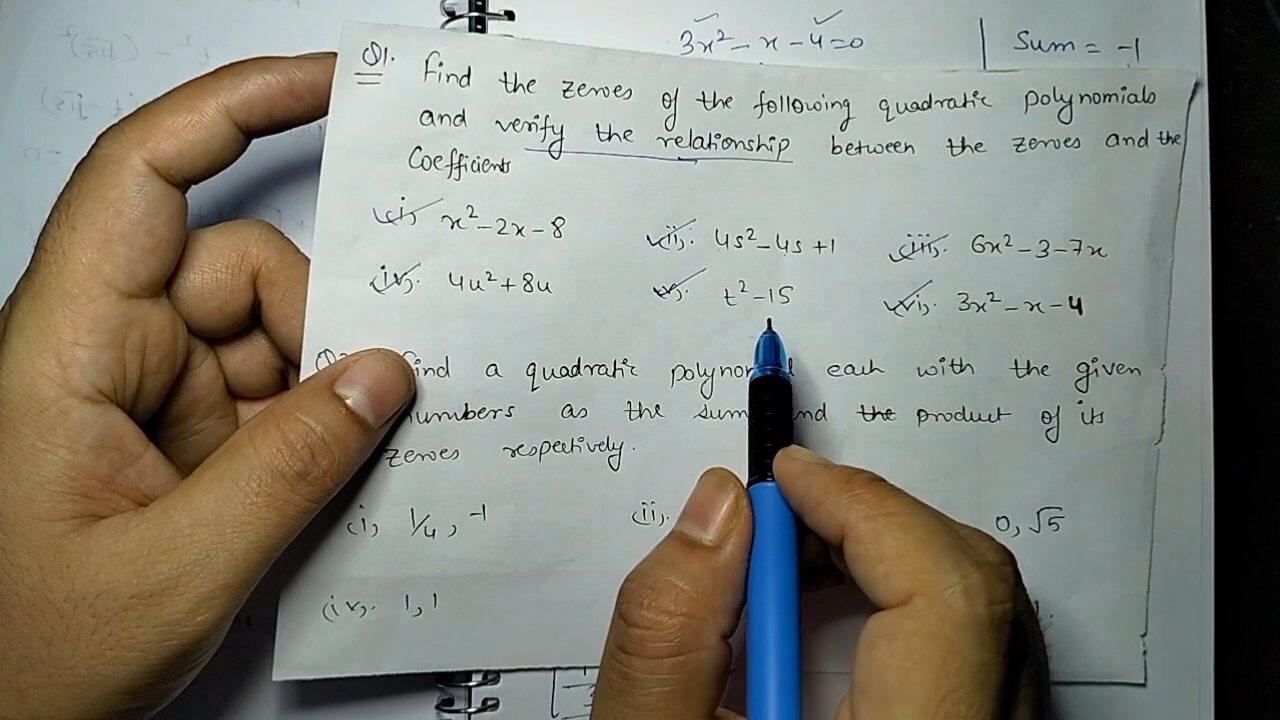 3x² - x - 4 = 0
Sum = -1
Q1. Find the zeroes of the following quadratic polynomials
and verify the relationship between the zeroes and the
Coefficients
(i), x² - 2x - 8
(ii). 4s² - 4s + 1
(iii). 6x² - 3 - 7x
(iv). 4u² + 8u
(v). t² - 15
(vi). 3x² - x - 4
find a quadratic each with the given
numbers as the sum the product of its
zeroes respectively.
(i), 1/4, -1
(ii).
0, √5
(iv). 1, 1